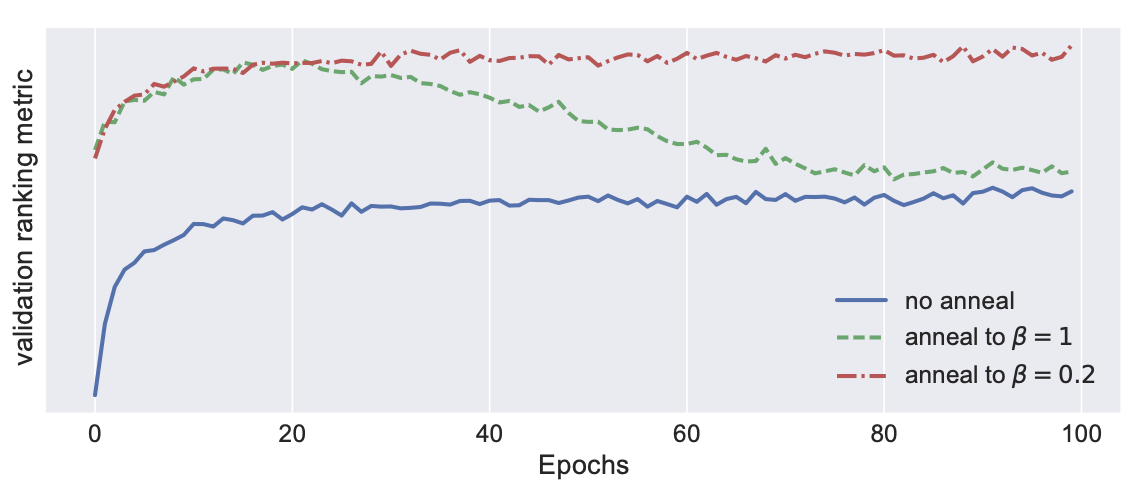 validation ranking metric
no anneal
anneal to β = 1
anneal to β = 0.2
0 20 40 60 80 100
Epochs